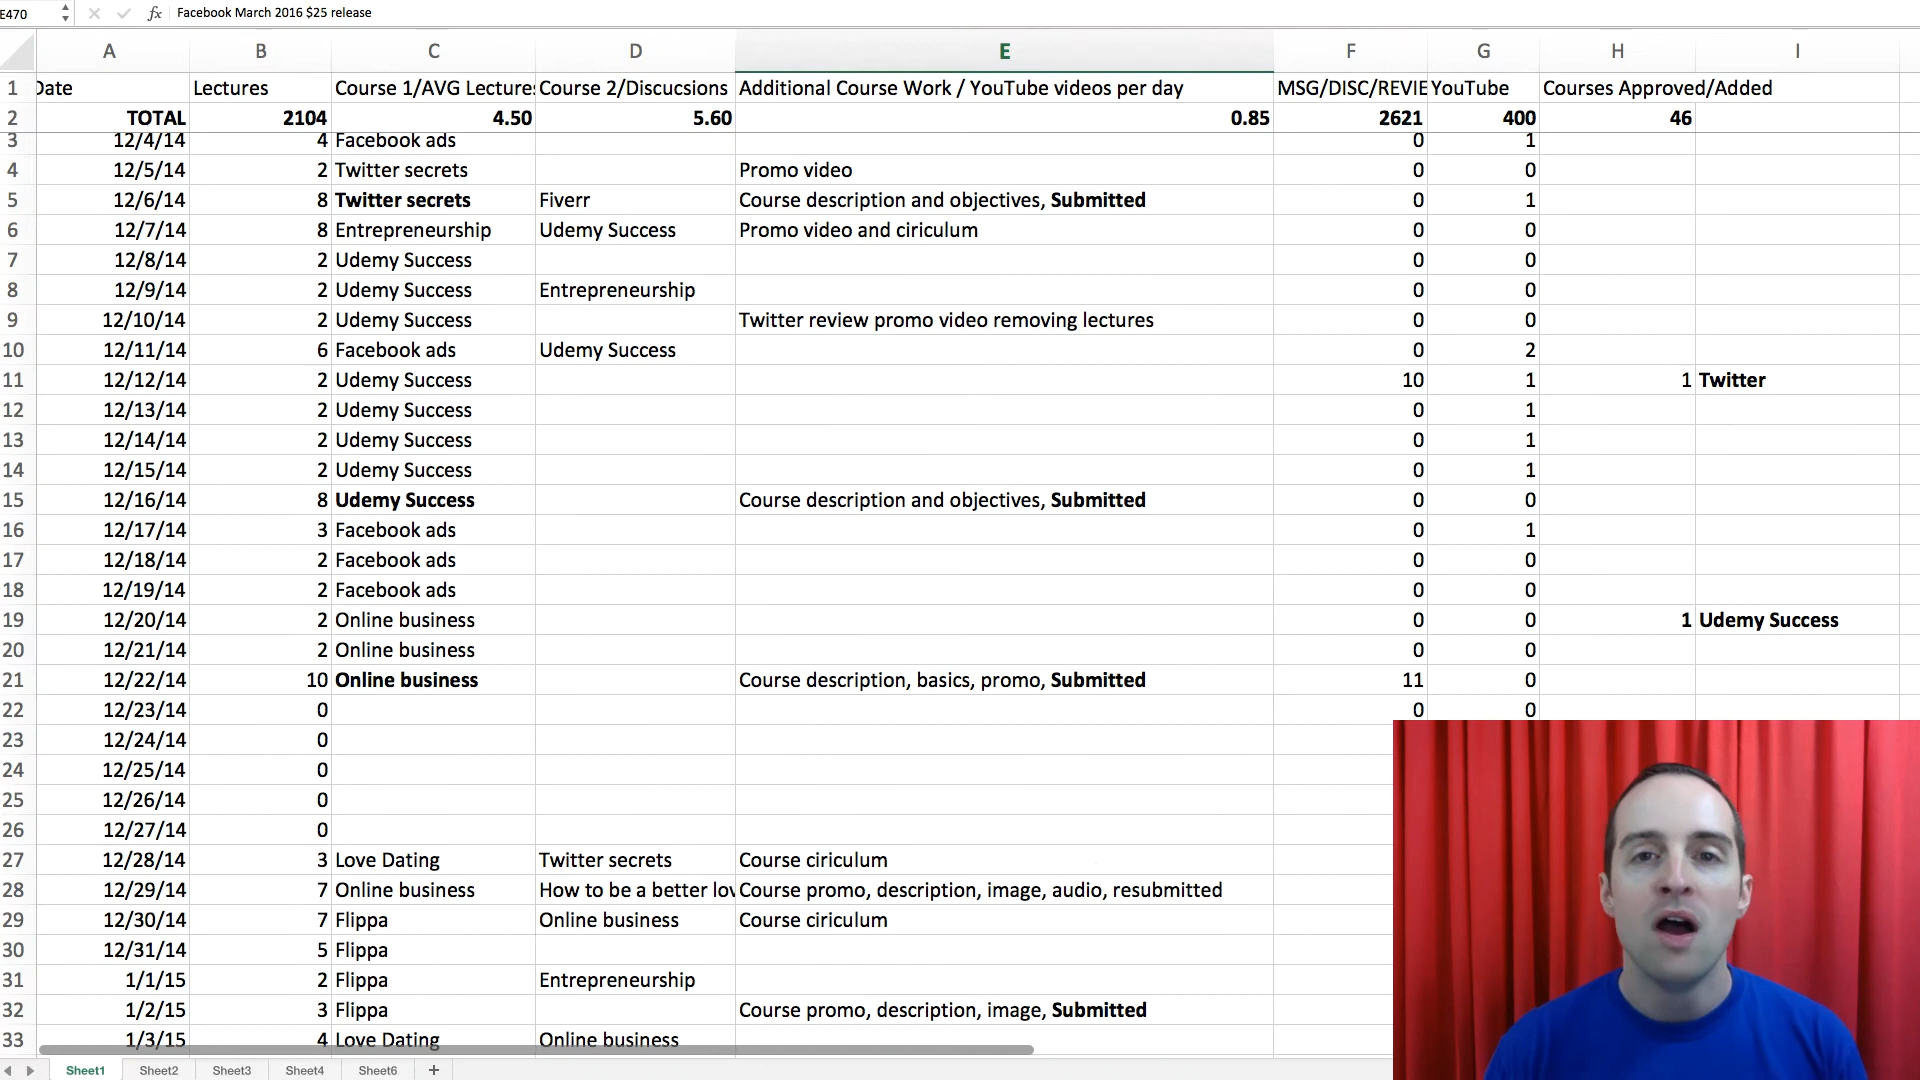 E470 fx Facebook March 2016 $25 release
A B C D E F G H I
1 Date Lectures Course 1/AVG Lectures Course 2/Discucsions Additional Course Work / YouTube videos per day MSG/DISC/REVIE YouTube Courses Approved/Added
2 TOTAL 2104 4.50 5.60 0.85 2621 400 46
3 12/4/14 4 Facebook ads 0 1
4 12/5/14 2 Twitter secrets Promo video 0 0
5 12/6/14 8 Twitter secrets Fiverr Course description and objectives, Submitted 0 1
6 12/7/14 8 Entrepreneurship Udemy Success Promo video and ciriculum 0 0
7 12/8/14 2 Udemy Success 0 0
8 12/9/14 2 Udemy Success Entrepreneurship 0 0
9 12/10/14 2 Udemy Success Twitter review promo video removing lectures 0 0
10 12/11/14 6 Facebook ads Udemy Success 0 2
11 12/12/14 2 Udemy Success 10 1 1 Twitter
12 12/13/14 2 Udemy Success 0 1
13 12/14/14 2 Udemy Success 0 1
14 12/15/14 2 Udemy Success 0 1
15 12/16/14 8 Udemy Success Course description and objectives, Submitted 0 0
16 12/17/14 3 Facebook ads 0 1
17 12/18/14 2 Facebook ads 0 0
18 12/19/14 2 Facebook ads 0 0
19 12/20/14 2 Online business 0 0 1 Udemy Success
20 12/21/14 2 Online business 0 0
21 12/22/14 10 Online business Course description, basics, promo, Submitted 11 0
22 12/23/14 0 0 0
23 12/24/14 0
24 12/25/14 0
25 12/26/14 0
26 12/27/14 0
27 12/28/14 3 Love Dating Twitter secrets Course ciriculum
28 12/29/14 7 Online business How to be a better lov Course promo, description, image, audio, resubmitted
29 12/30/14 7 Flippa Online business Course ciriculum
30 12/31/14 5 Flippa
31 1/1/15 2 Flippa Entrepreneurship
32 1/2/15 3 Flippa Course promo, description, image, Submitted
33 1/3/15 4 Love Dating Online business
Sheet1 Sheet2 Sheet3 Sheet4 Sheet6 +